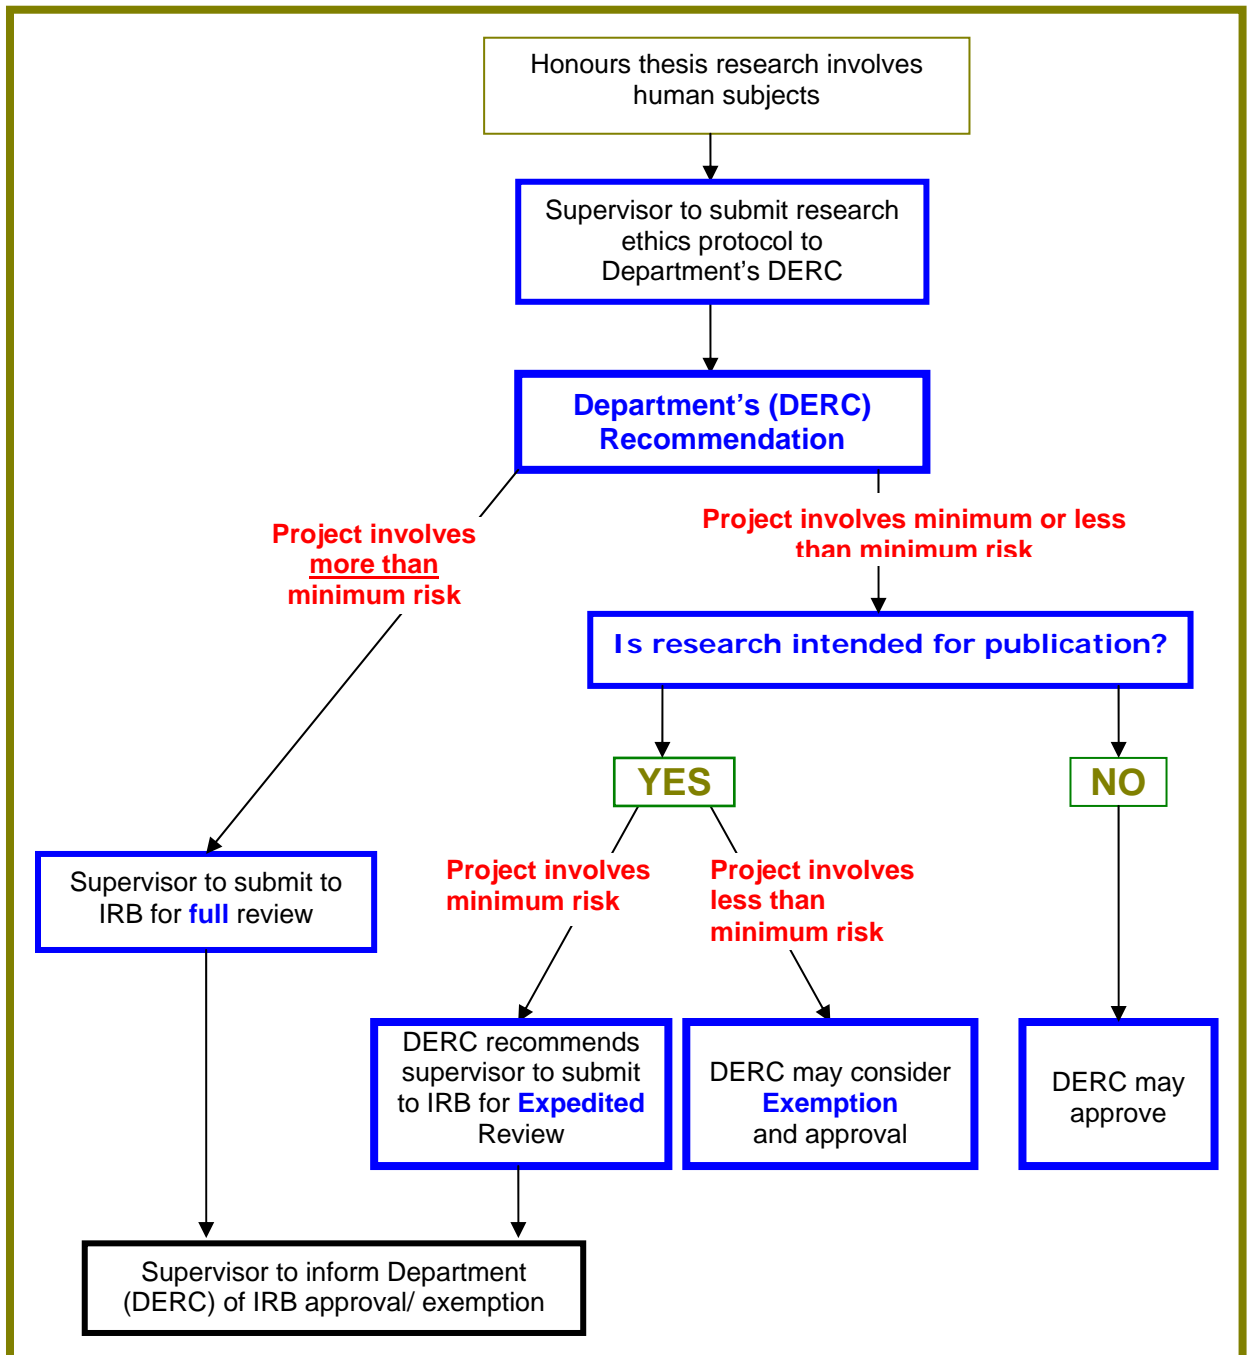 Honours thesis research involves
human subjects
Supervisor to submit research
ethics protocol to
Department’s DERC
Department’s (DERC)
Recommendation
Project involves
more than
minimum risk
Project involves minimum or less
than minimum risk
Is research intended for publication?
YES
NO
Supervisor to submit to
IRB for full review
Project involves
minimum risk
Project involves
less than
minimum risk
DERC recommends
supervisor to submit
to IRB for Expedited
Review
DERC may consider
Exemption
and approval
DERC may
approve
Supervisor to inform Department
(DERC) of IRB approval/ exemption